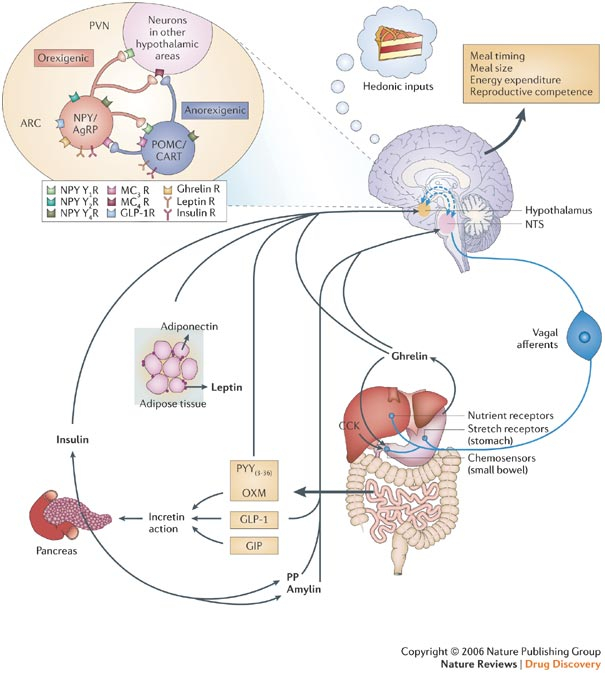 PVN
Neurons
in other
hypothalamic
areas
Orexigenic
Anorexigenic
ARC
NPY/
AgRP
POMC/
CART
NPY Y1R
MC3 R
Ghrelin R
NPY Y2R
MC4 R
Leptin R
NPY Y4R
GLP-1R
Insulin R
Hedonic inputs
Meal timing
Meal size
Energy expenditure
Reproductive competence
Hypothalamus
NTS
Vagal
afferents
Adiponectin
Leptin
Adipose tissue
Ghrelin
Insulin
CCK
Nutrient receptors
Stretch receptors
(stomach)
Chemosensors
(small bowel)
PYY(3-36)
OXM
GLP-1
GIP
Incretin
action
Pancreas
PP
Amylin
Copyright © 2006 Nature Publishing Group
Nature Reviews | Drug Discovery